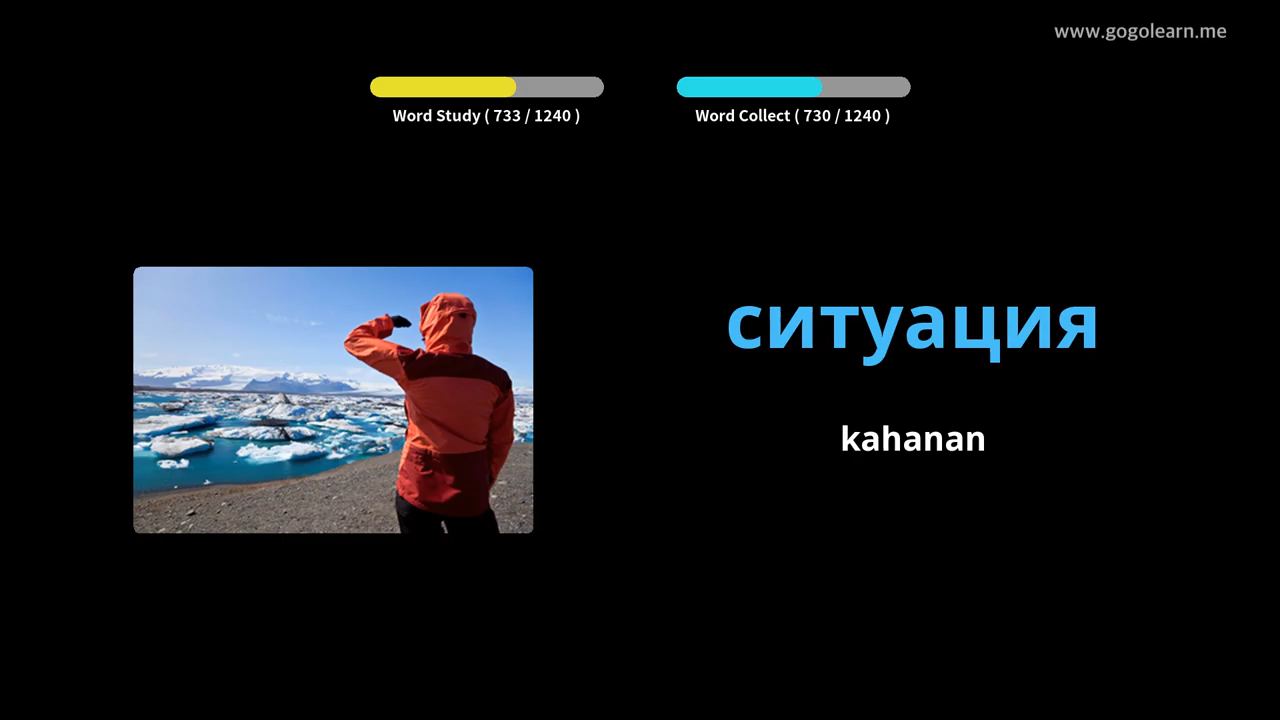 www.gogolearn.me
Word Study ( 733 / 1240 )
Word Collect ( 730 / 1240 )
ситуация
kahanan